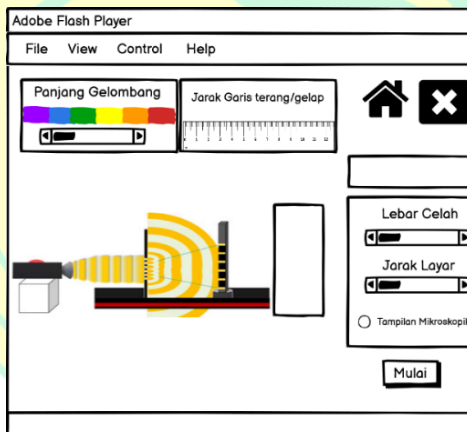 Adobe Flash Player
File View Control Help
Panjang Gelombang
Jarak Garis terang/gelap
Lebar Celah
Jarak Layar
Tampilan Mikroskopik
Mulai